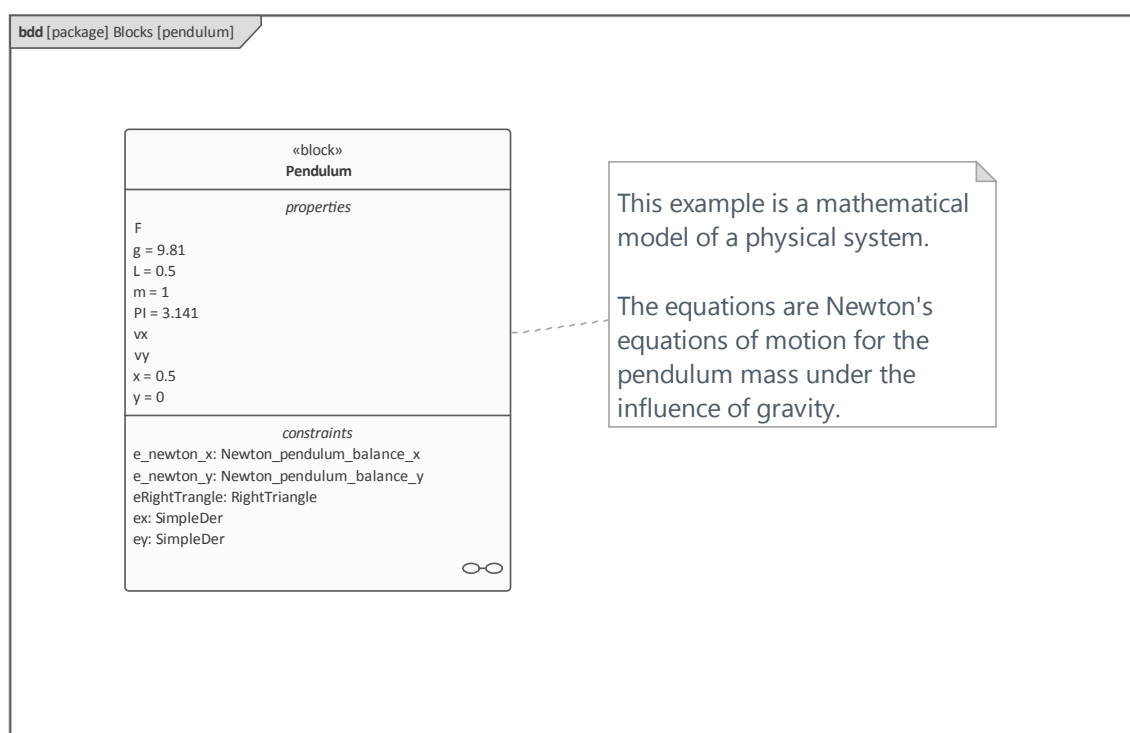 bdd [package] Blocks [pendulum]
«block»
Pendulum
properties
F
g = 9.81
L = 0.5
m = 1
PI = 3.141
vx
vy
x = 0.5
y = 0
constraints
e_newton_x: Newton_pendulum_balance_x
e_newton_y: Newton_pendulum_balance_y
eRightTrangle: RightTriangle
ex: SimpleDer
ey: SimpleDer
This example is a mathematical
model of a physical system.
The equations are Newton's
equations of motion for the
pendulum mass under the
influence of gravity.